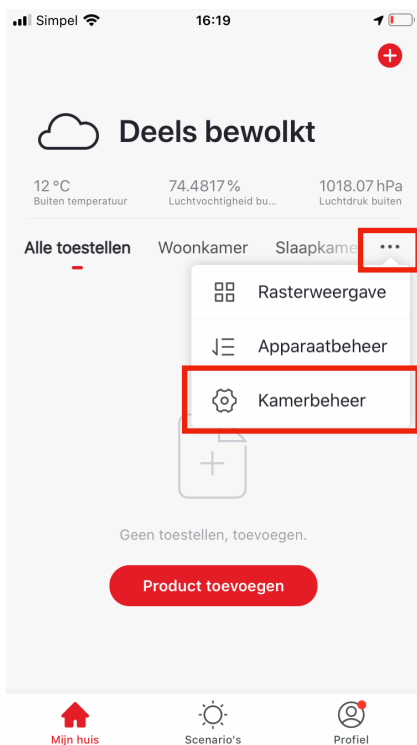 Simpel 16:19
Deels bewolkt
12 °C 74.4817 % 1018.07 hPa
Buiten temperatuur Luchtvochtigheid bu... Luchtdruk buiten
Alle toestellen Woonkamer Slaapkame ...
Rasterweergave
Apparaatbeheer
Kamerbeheer
Geen toestellen, toevoegen.
Product toevoegen
Mijn huis Scenario's Profiel